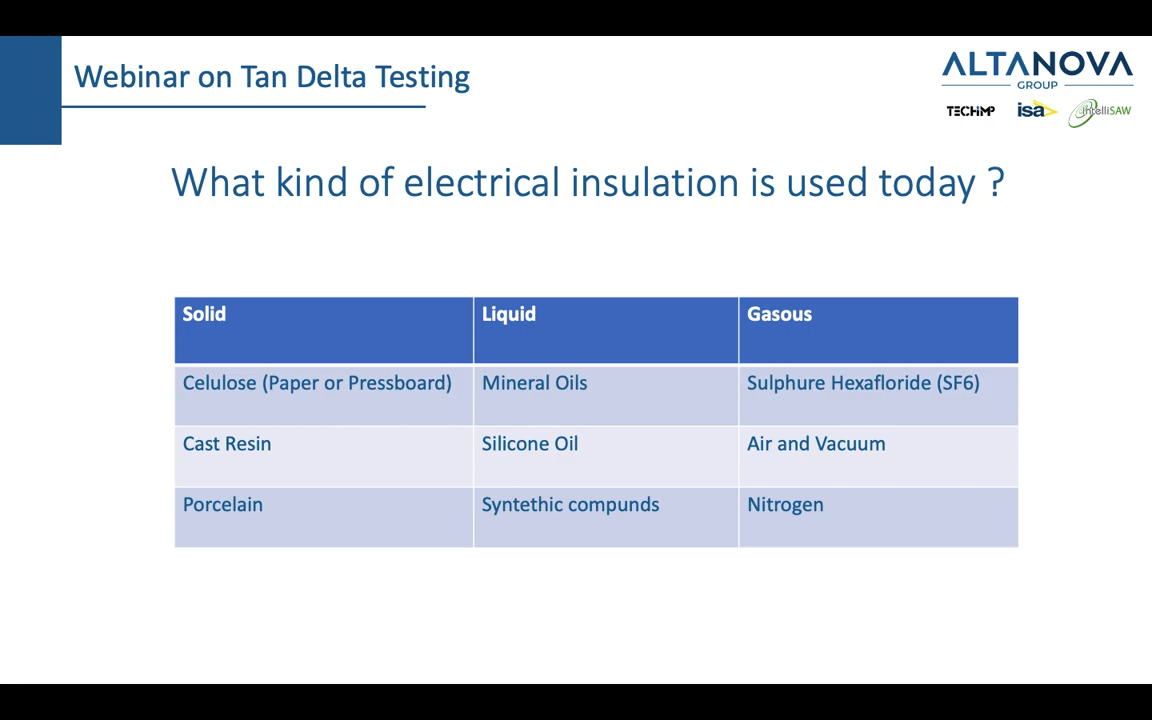 Webinar on Tan Delta Testing
ALTANOVA
GROUP
TECHIMP isa intelliSAW
What kind of electrical insulation is used today ?
Solid Liquid Gasous
Celulose (Paper or Pressboard) Mineral Oils Sulphure Hexafloride (SF6)
Cast Resin Silicone Oil Air and Vacuum
Porcelain Syntethic compunds Nitrogen